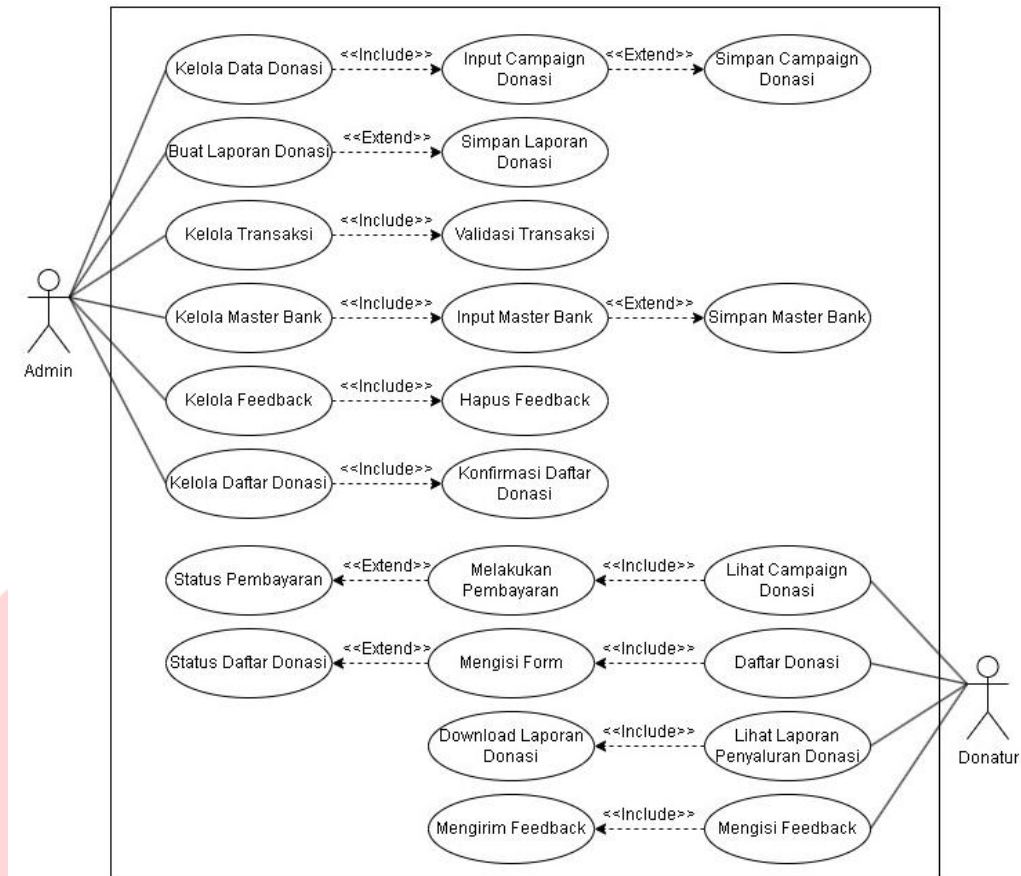 Kelola Data Donasi
<<Include>>
Input Campaign
Donasi
<<Extend>>
Simpan Campaign
Donasi
Buat Laporan Donasi
<<Extend>>
Simpan Laporan
Donasi
Kelola Transaksi
<<Include>>
Validasi Transaksi
Kelola Master Bank
<<Include>>
Input Master Bank
<<Extend>>
Simpan Master Bank
Admin
Kelola Feedback
<<Include>>
Hapus Feedback
Kelola Daftar Donasi
<<Include>>
Konfirmasi Daftar
Donasi
Status Pembayaran
<<Extend>>
Melakukan
Pembayaran
<<Include>>
Lihat Campaign
Donasi
Status Daftar Donasi
<<Extend>>
Mengisi Form
<<Include>>
Daftar Donasi
Download Laporan
Donasi
<<Include>>
Lihat Laporan
Penyaluran Donasi
Donatur
Mengirim Feedback
<<Include>>
Mengisi Feedback